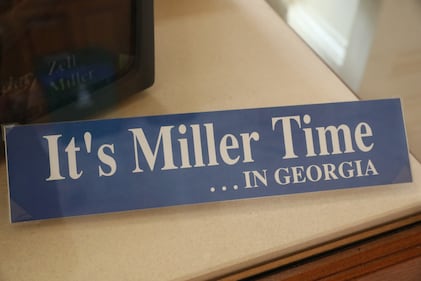 Zell
Miller
It's Miller Time
...IN GEORGIA